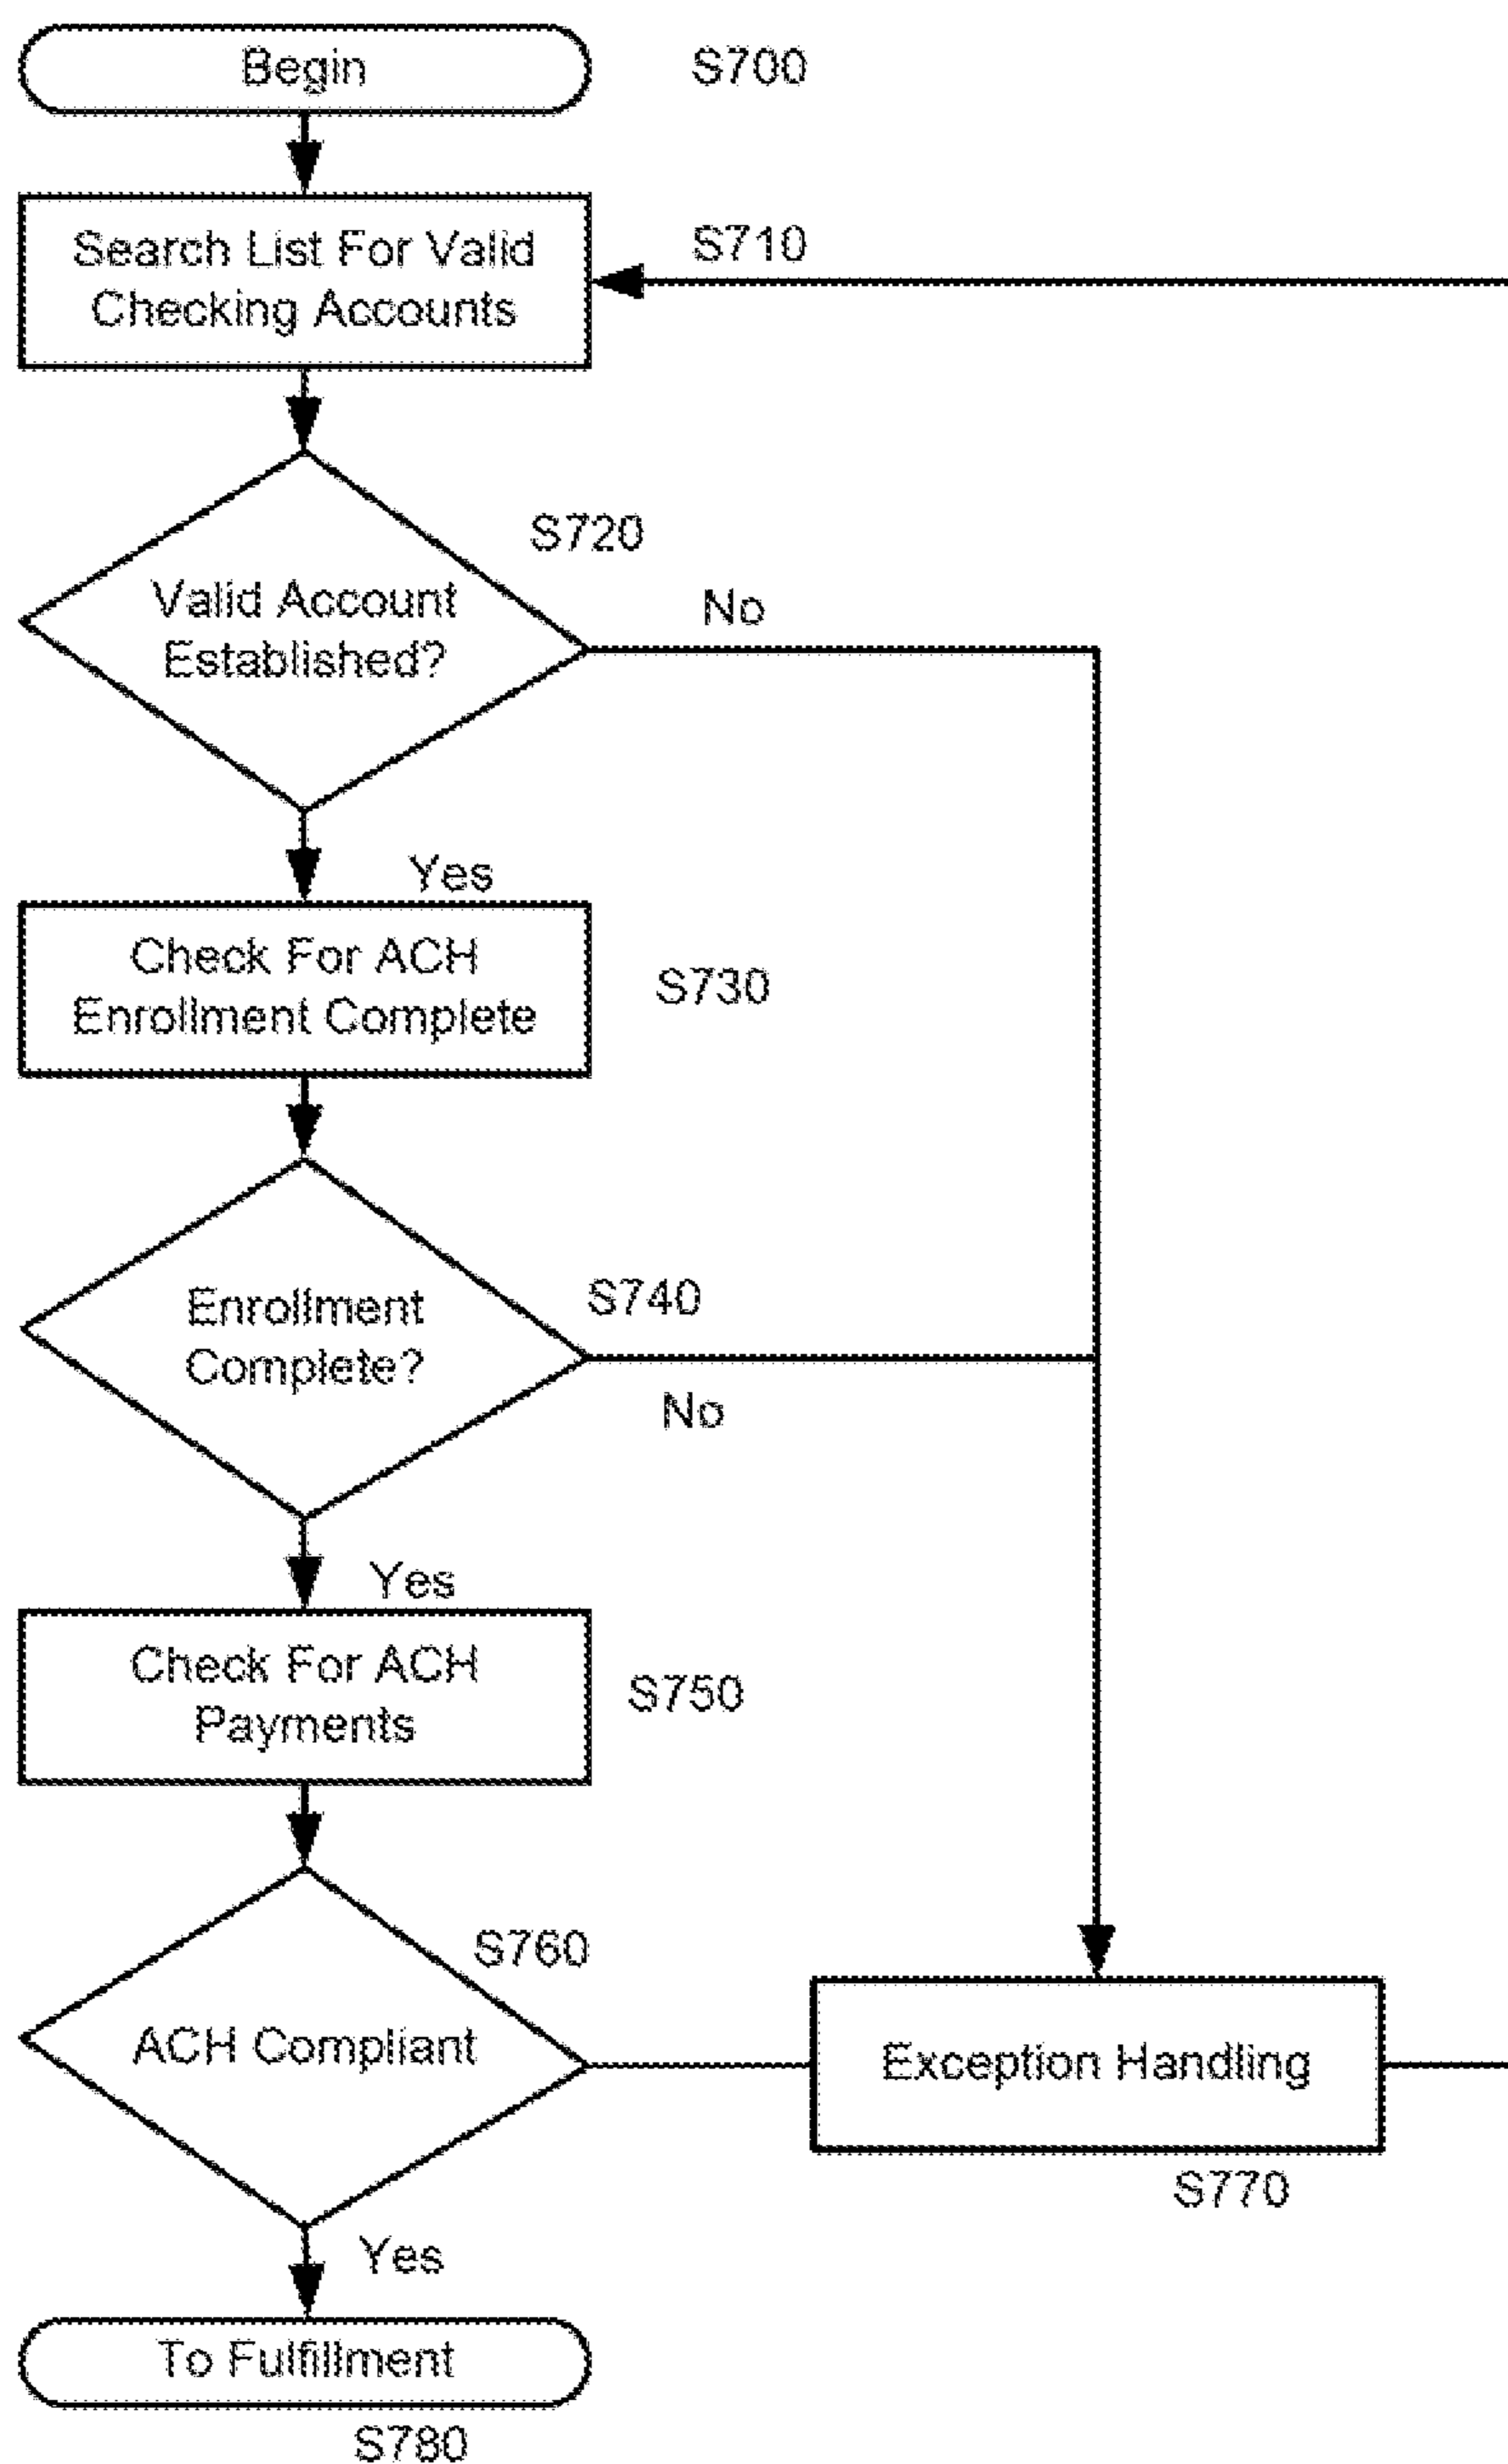 Begin
S700
Search List For Valid
Checking Accounts
S710
S720
Valid Account
Established?
No
Yes
Check For ACH
Enrollment Complete
S730
Enrollment
Complete?
S740
No
Yes
Check For ACH
Payments
S750
S760
ACH Compliant
Exception Handling
S770
Yes
To Fulfillment
S780